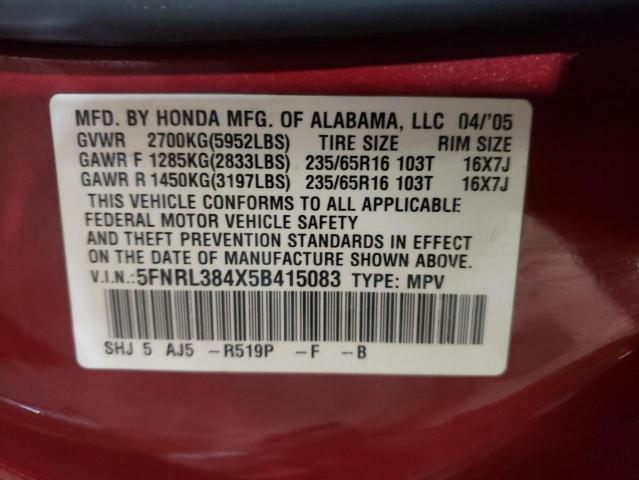 MFD. BY HONDA MFG. OF ALABAMA, LLC 04/'05
GVWR 2700KG(5952LBS) TIRE SIZE RIM SIZE
GAWR F 1285KG(2833LBS) 235/65R16 103T 16X7J
GAWR R 1450KG(3197LBS) 235/65R16 103T 16X7J
THIS VEHICLE CONFORMS TO ALL APPLICABLE
FEDERAL MOTOR VEHICLE SAFETY
AND THEFT PREVENTION STANDARDS IN EFFECT
ON THE DATE OF MANUFACTURE SHOWN ABOVE.
V.I.N.: 5FNRL384X5B415083 TYPE: MPV
SHJ 5 AJ5 -R519P -F -B